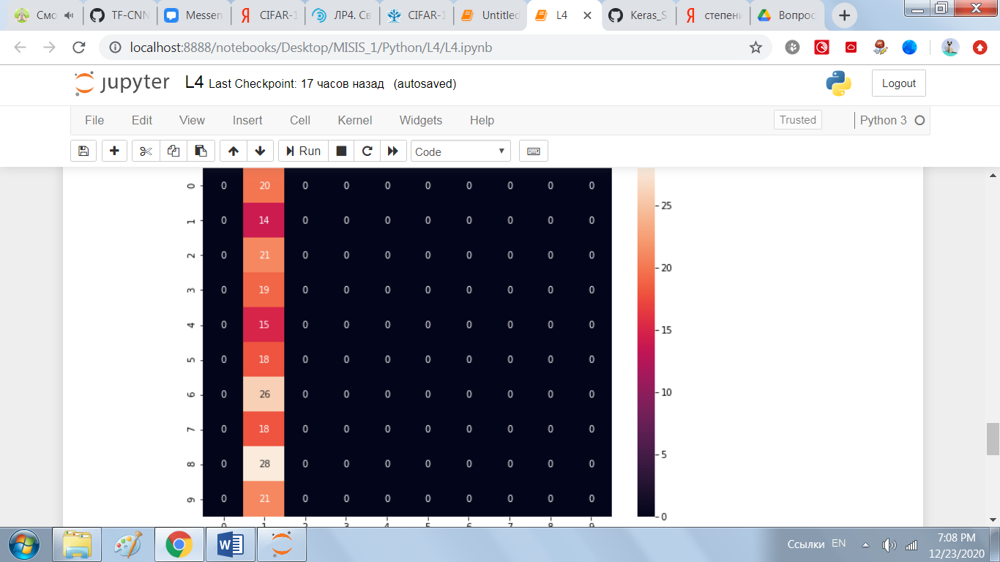 Смо TF-CNN Messen CIFAR-1 ЛР4. Св CIFAR-1 Untitled L4 Keras_S степени Вопрос
localhost:8888/notebooks/Desktop/MISIS_1/Python/L4/L4.ipynb
jupyter L4 Last Checkpoint: 17 часов назад (autosaved) Logout
File Edit View Insert Cell Kernel Widgets Help Trusted Python 3
Run Code
0 0 20 0 0 0 0 0 0 0 0
1 0 14 0 0 0 0 0 0 0 0
2 0 21 0 0 0 0 0 0 0 0
3 0 19 0 0 0 0 0 0 0 0
4 0 15 0 0 0 0 0 0 0 0
5 0 18 0 0 0 0 0 0 0 0
6 0 26 0 0 0 0 0 0 0 0
7 0 18 0 0 0 0 0 0 0 0
8 0 28 0 0 0 0 0 0 0 0
9 0 21 0 0 0 0 0 0 0 0
0 1 2 3 4 5 6 7 8 9
25
20
15
10
5
0
Ссылки EN 7:08 PM
12/23/2020